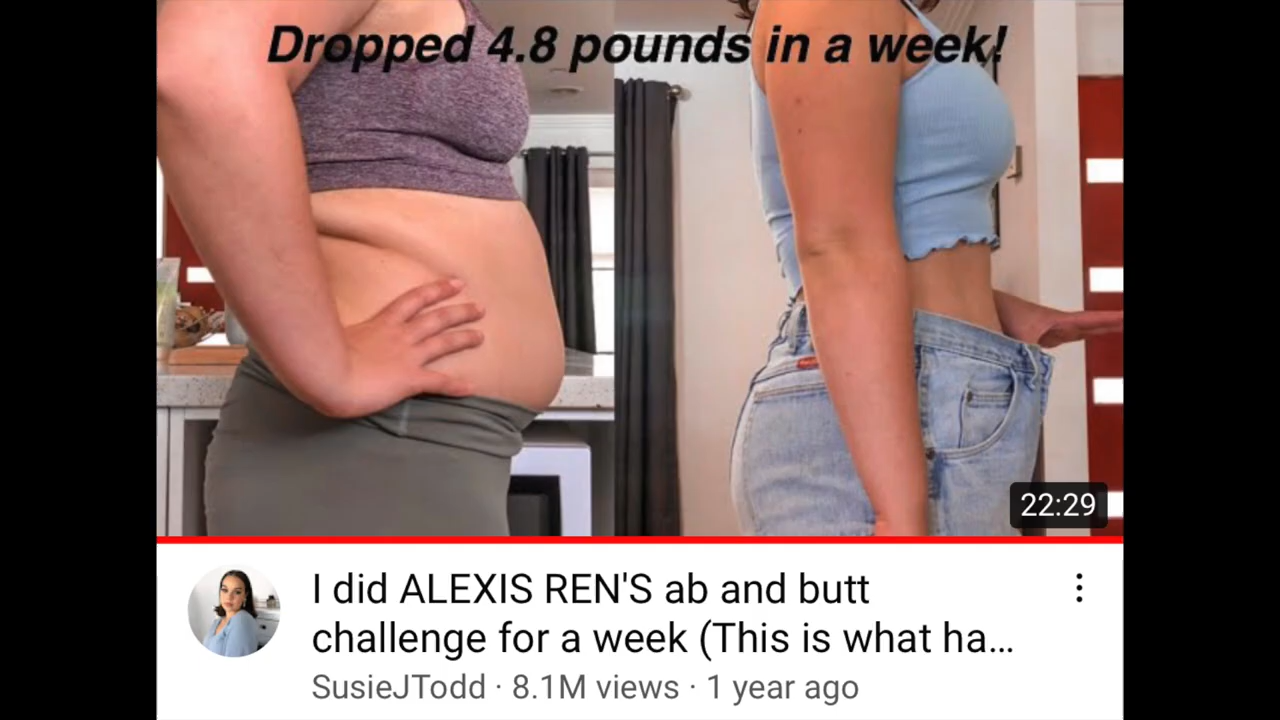 Dropped 4.8 pounds in a week!
22:29
I did ALEXIS REN'S ab and butt
challenge for a week (This is what ha...
SusieJTodd · 8.1M views · 1 year ago